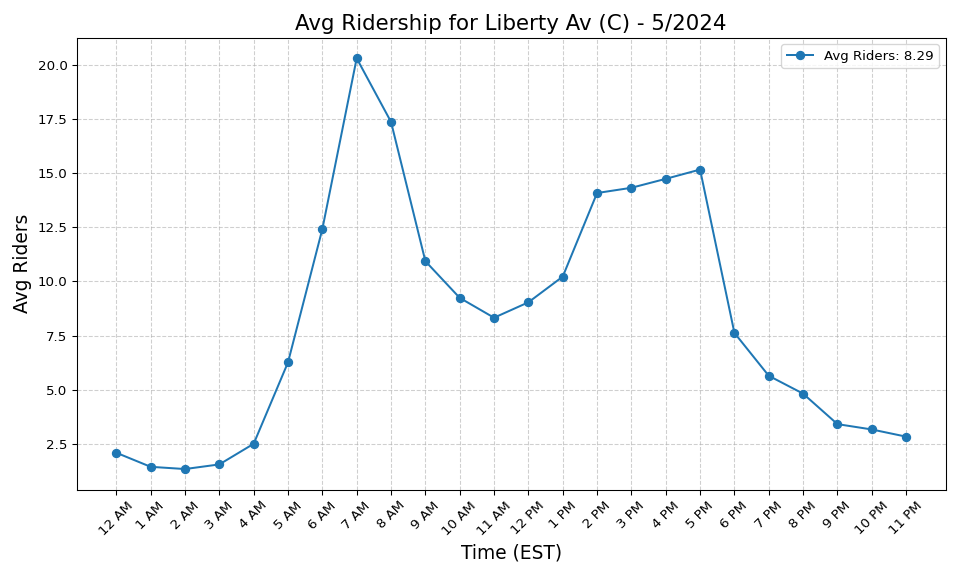 Avg Ridership for Liberty Av (C) - 5/2024
Avg Riders: 8.29
Avg Riders
20.0
17.5
15.0
12.5
10.0
7.5
5.0
2.5
12 AM
1 AM
2 AM
3 AM
4 AM
5 AM
6 AM
7 AM
8 AM
9 AM
10 AM
11 AM
12 PM
1 PM
2 PM
3 PM
4 PM
5 PM
6 PM
7 PM
8 PM
9 PM
10 PM
11 PM
Time (EST)